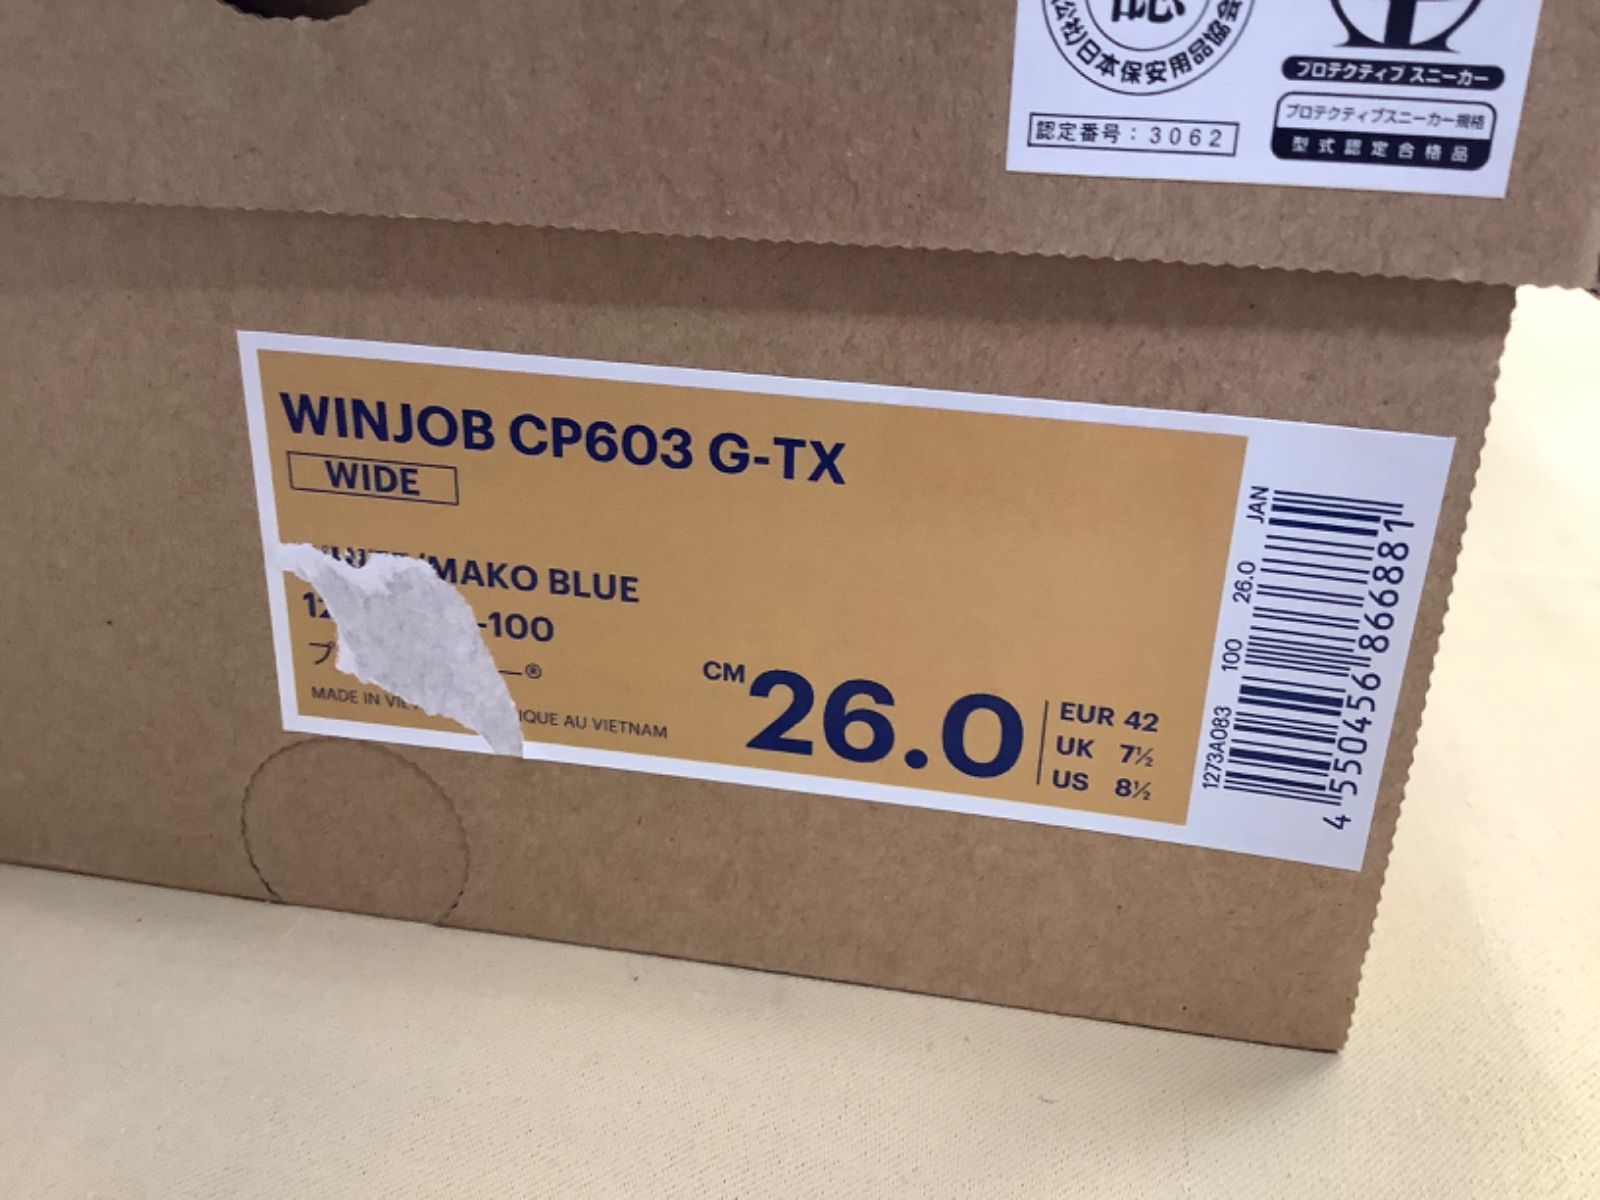 (公社)日本保安用品協会
プロテクティブ スニーカー
認定番号：3062
プロテクティブスニーカー規格
型式認定合格品
WINJOB CP603 G-TX
WIDE
/MAKO BLUE
-100
MADE IN
AU VIETNAM
CM 26.0
EUR 42
UK 7½
US 8½
1273A083 100 26.0 JAN
4 550456 866881